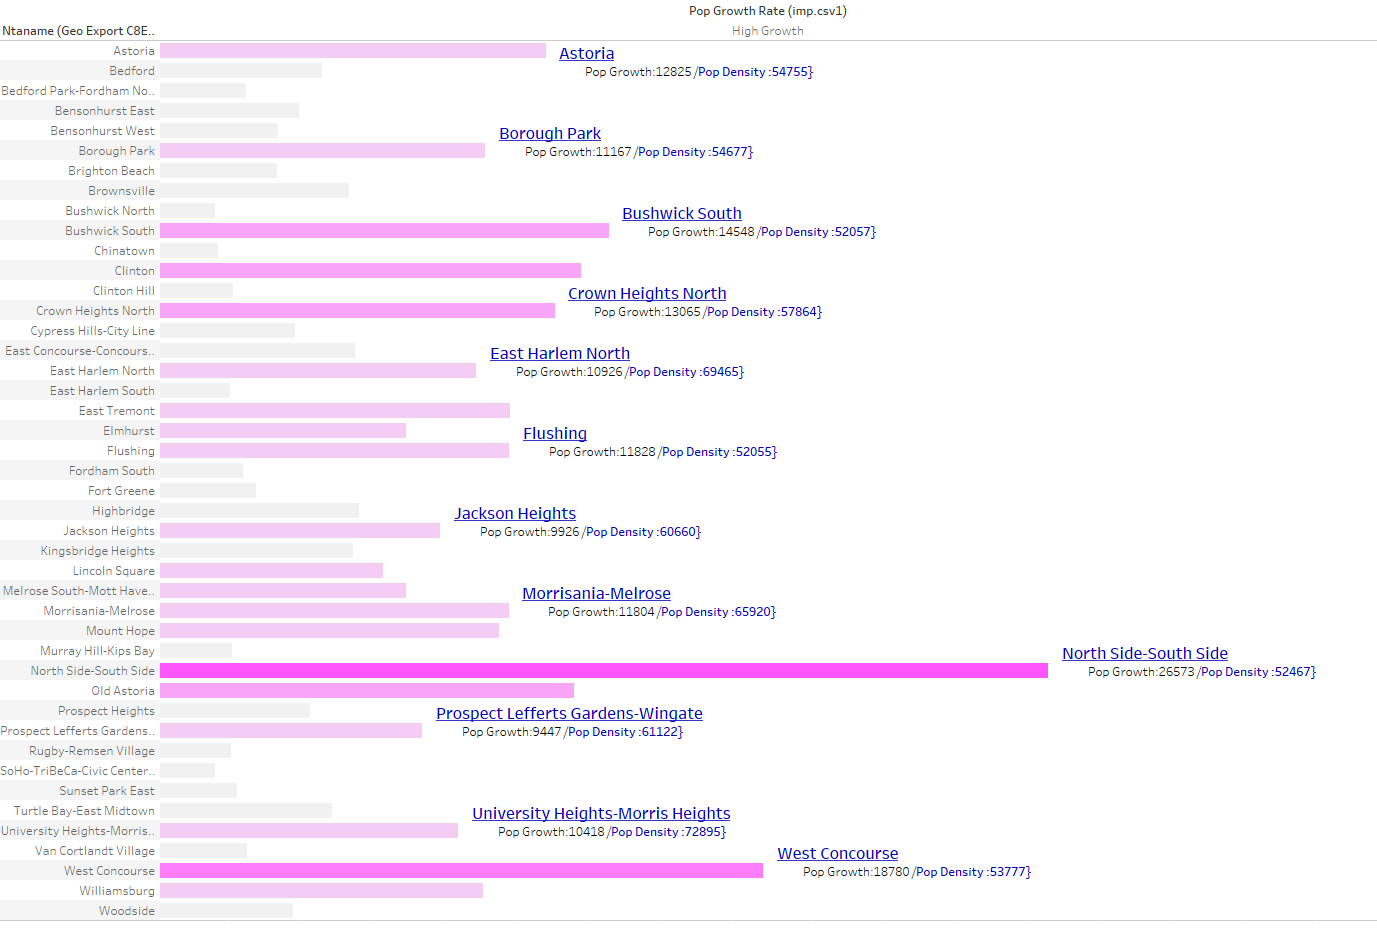 Pop Growth Rate (imp.csv1)
Ntaname (Geo Export C8E..
High Growth
Astoria
Astoria
Bedford
Pop Growth:12825 /Pop Density :54755}
Bedford Park-Fordham No..
Bensonhurst East
Bensonhurst West
Borough Park
Borough Park
Pop Growth:11167 /Pop Density :54677}
Brighton Beach
Brownsville
Bushwick North
Bushwick South
Bushwick South
Pop Growth:14548 /Pop Density :52057}
Chinatown
Clinton
Clinton Hill
Crown Heights North
Crown Heights North
Pop Growth:13065 /Pop Density :57864}
Cypress Hills-City Line
East Concourse-Concours..
East Harlem North
East Harlem North
Pop Growth:10926 /Pop Density :69465}
East Harlem South
East Tremont
Elmhurst
Flushing
Flushing
Pop Growth:11828 /Pop Density :52055}
Fordham South
Fort Greene
Highbridge
Jackson Heights
Jackson Heights
Pop Growth:9926 /Pop Density :60660}
Kingsbridge Heights
Lincoln Square
Melrose South-Mott Have..
Morrisania-Melrose
Morrisania-Melrose
Pop Growth:11804 /Pop Density :65920}
Mount Hope
Murray Hill-Kips Bay
North Side-South Side
North Side-South Side
Pop Growth:26573 /Pop Density :52467}
Old Astoria
Prospect Heights
Prospect Lefferts Gardens-Wingate
Prospect Lefferts Gardens..
Pop Growth:9447 /Pop Density :61122}
Rugby-Remsen Village
SoHo-TriBeCa-Civic Center..
Sunset Park East
Turtle Bay-East Midtown
University Heights-Morris Heights
University Heights-Morris..
Pop Growth:10418 /Pop Density :72895}
Van Cortlandt Village
West Concourse
West Concourse
Pop Growth:18780 /Pop Density :53777}
Williamsburg
Woodside